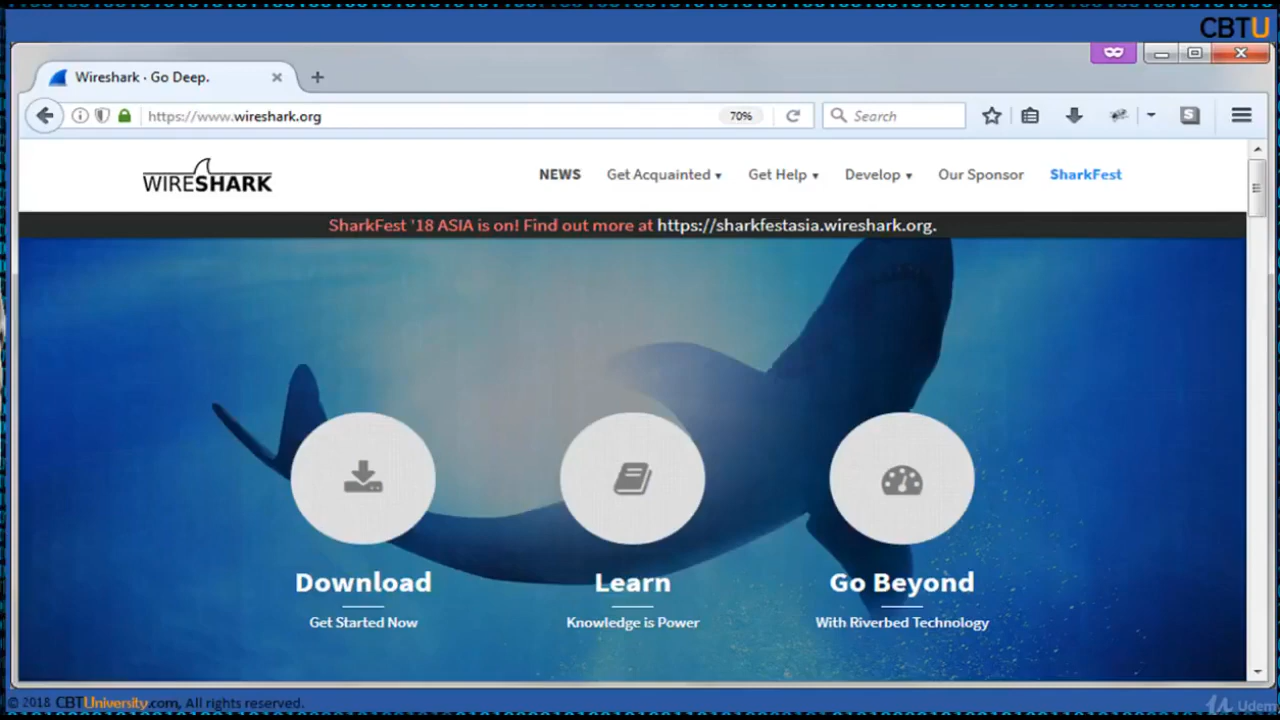 CBTU
Wireshark · Go Deep.
https://www.wireshark.org 70% Search S
WIRESHARK NEWS Get Acquainted ▾ Get Help ▾ Develop ▾ Our Sponsor SharkFest
SharkFest '18 ASIA is on! Find out more at https://sharkfestasia.wireshark.org.
Download Learn Go Beyond
Get Started Now Knowledge is Power With Riverbed Technology
© 2018 CBTUniversity.com, All rights reserved.
Udem